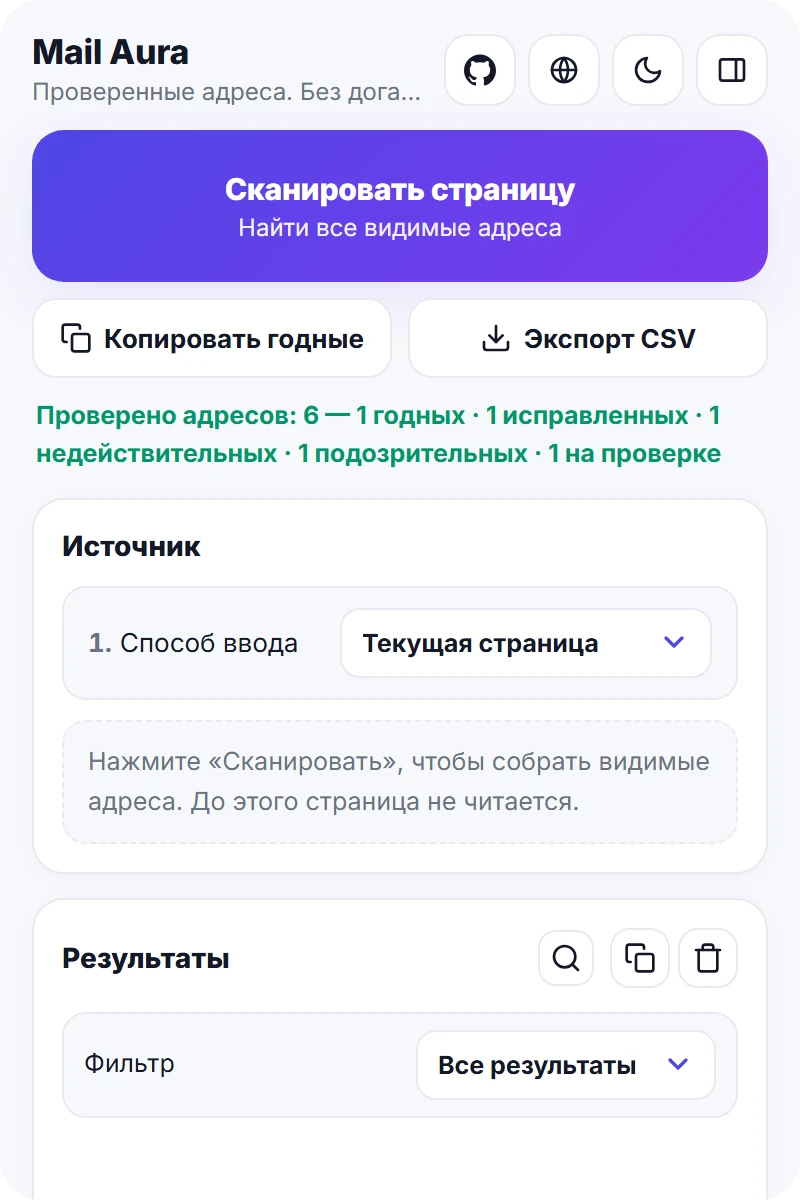 Mail Aura
Проверенные адреса. Без дога...
Сканировать страницу
Найти все видимые адреса
Копировать годные
Экспорт CSV
Проверено адресов: 6 — 1 годных · 1 исправленных · 1
недействительных · 1 подозрительных · 1 на проверке
Источник
1. Способ ввода
Текущая страница
Нажмите «Сканировать», чтобы собрать видимые
адреса. До этого страница не читается.
Результаты
Фильтр
Все результаты